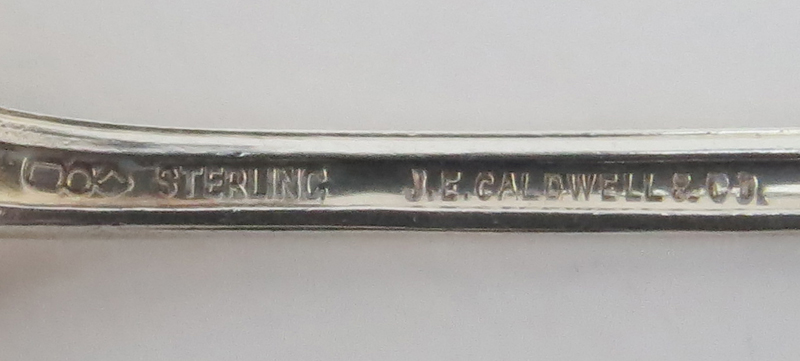 STERLING J.E. CALDWELL & CO.